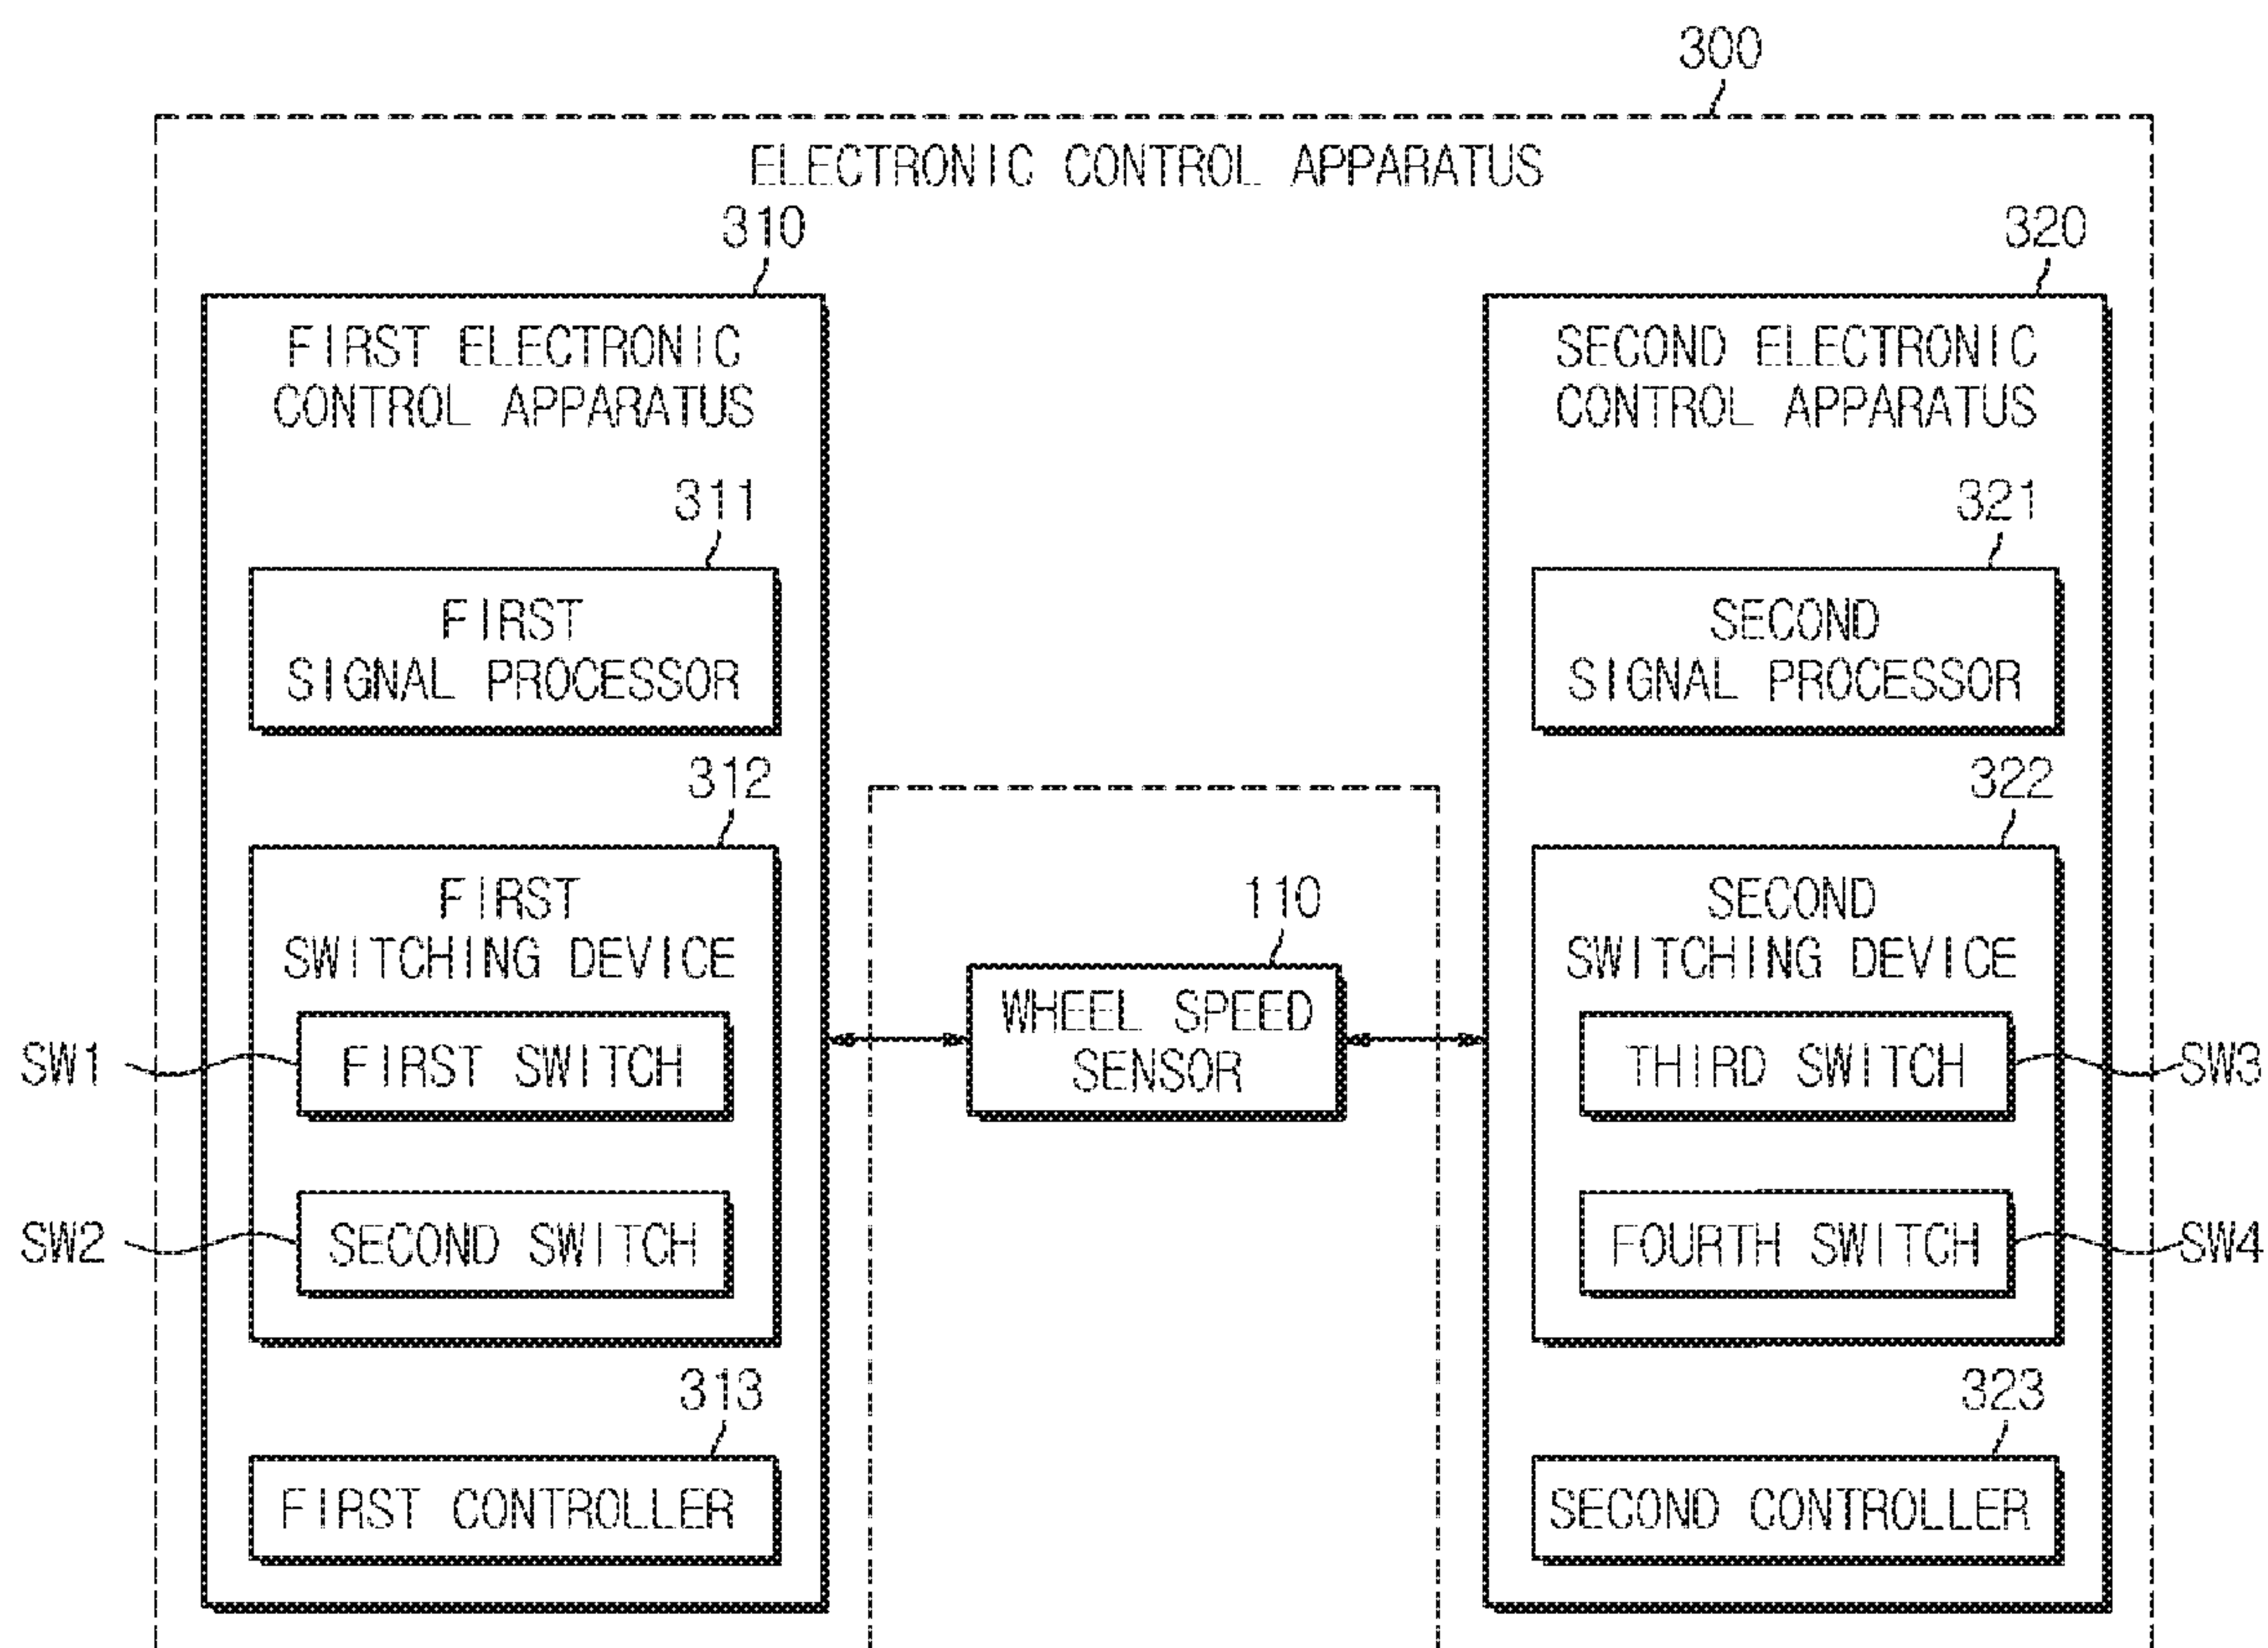 300
ELECTRONIC CONTROL APPARATUS
310
320
FIRST ELECTRONIC
CONTROL APPARATUS
SECOND ELECTRONIC
CONTROL APPARATUS
311
321
FIRST
SIGNAL PROCESSOR
SECOND
SIGNAL PROCESSOR
312
322
FIRST
SWITCHING DEVICE
110
SECOND
SWITCHING DEVICE
SW1
FIRST SWITCH
WHEEL SPEED
SENSOR
THIRD SWITCH
SW3
SW2
SECOND SWITCH
FOURTH SWITCH
SW4
313
323
FIRST CONTROLLER
SECOND CONTROLLER